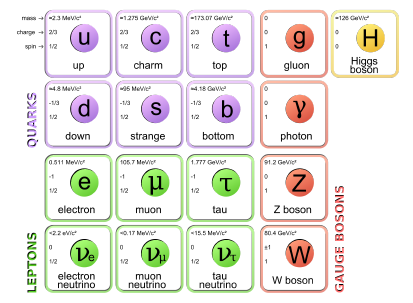 mass → ≈2.3 MeV/c² ≈1.275 GeV/c² ≈173.07 GeV/c² 0 ≈126 GeV/c²
charge → 2/3 2/3 2/3 0 0
spin → 1/2 1/2 1/2 1 0
u c t g H
up charm top gluon Higgs boson
≈4.8 MeV/c² ≈95 MeV/c² ≈4.18 GeV/c² 0
-1/3 -1/3 -1/3 0
1/2 1/2 1/2 1
d s b γ
down strange bottom photon
QUARKS
0.511 MeV/c² 105.7 MeV/c² 1.777 GeV/c² 91.2 GeV/c²
-1 -1 -1 0
1/2 1/2 1/2 1
e μ τ Z
electron muon tau Z boson
<2.2 eV/c² <0.17 MeV/c² <15.5 MeV/c² 80.4 GeV/c²
0 0 0 ±1
1/2 1/2 1/2 1
νe νμ ντ W
electron neutrino muon neutrino tau neutrino W boson
LEPTONS
GAUGE BOSONS